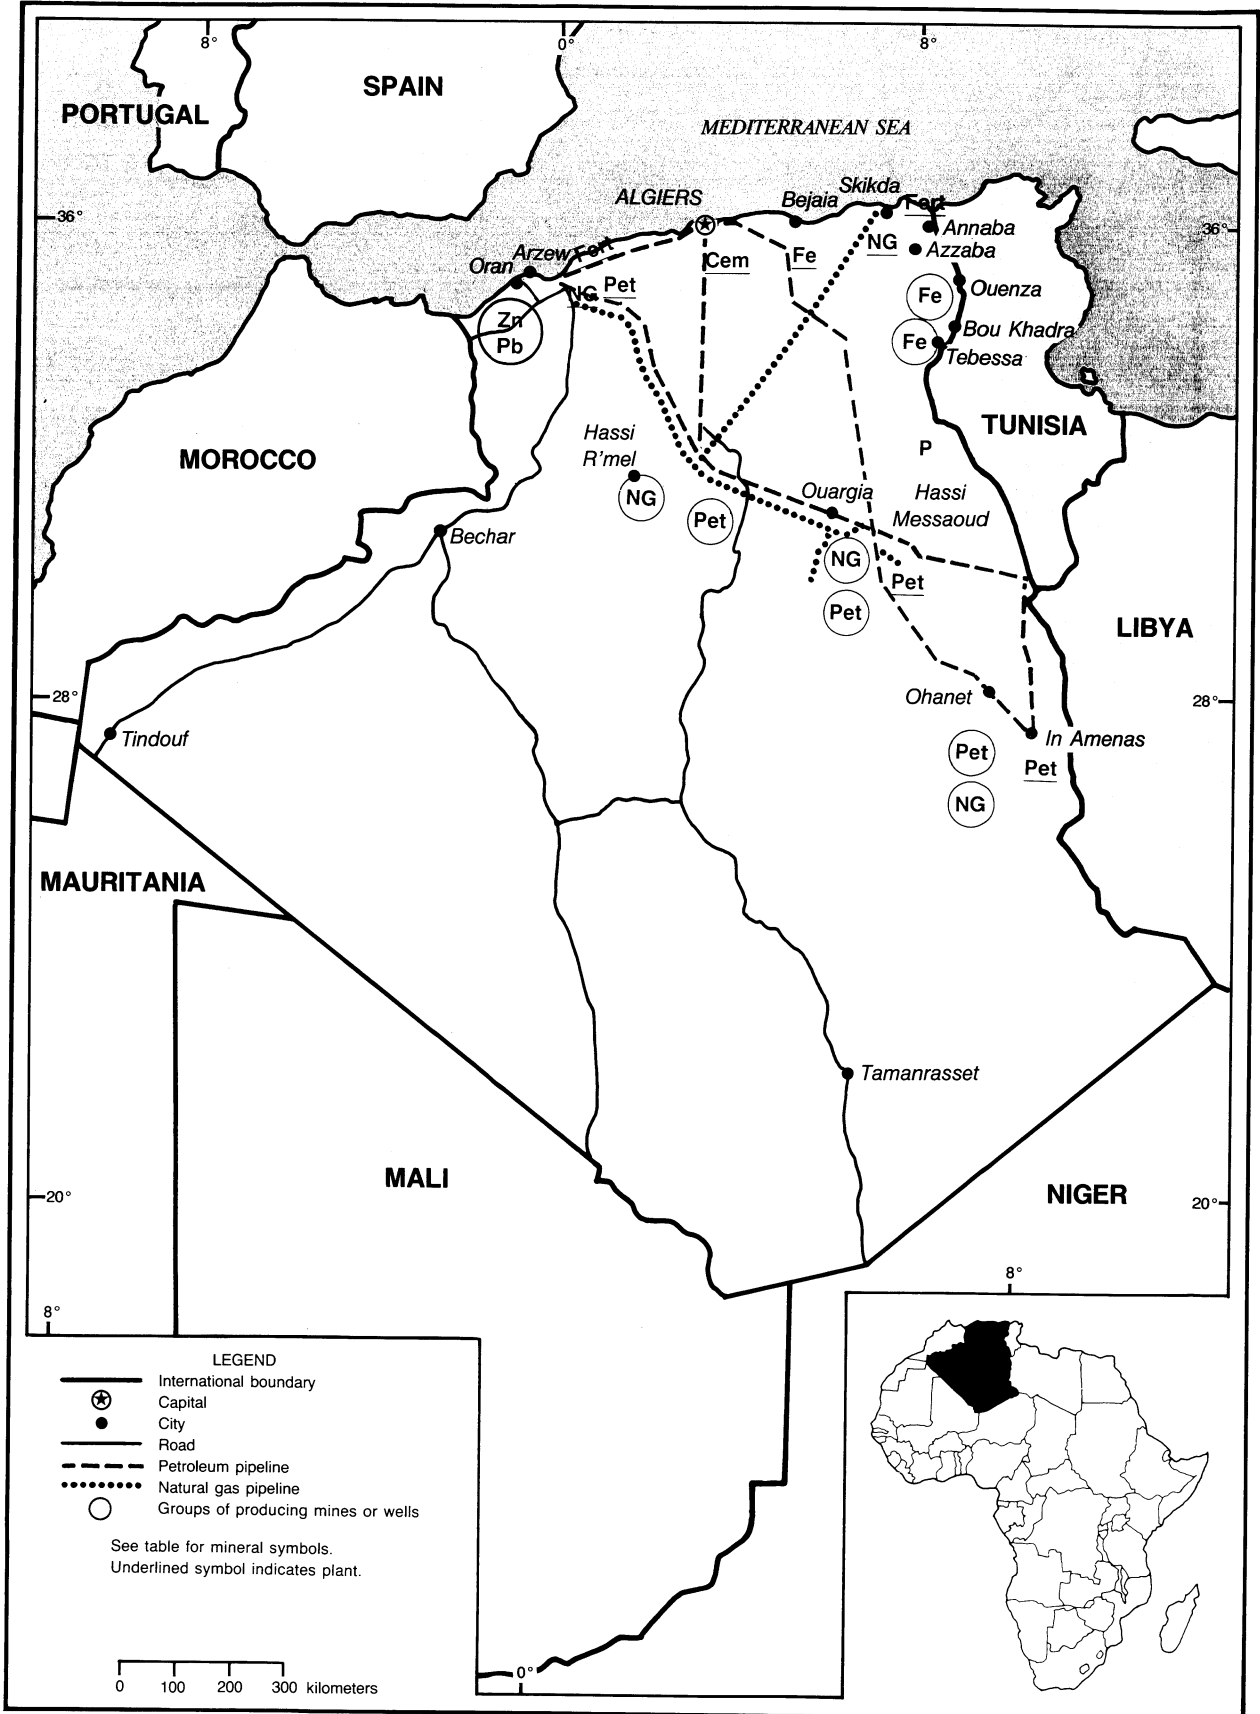 8°
0°
8°
PORTUGAL
SPAIN
MEDITERRANEAN SEA
36°
36°
ALGIERS
Bejaia
Skikda
Fert
Annaba
NG
Azzaba
Arzew
Fert
Oran
Cem
Fe
NG
Pet
Fe
Ouenza
Zn
Pb
Fe
Bou Khadra
Tebessa
TUNISIA
MOROCCO
Hassi
R'mel
NG
P
Pet
Ouargia
Hassi
Messaoud
Bechar
NG
Pet
Pet
LIBYA
28°
28°
Ohanet
Tindouf
In Amenas
Pet
Pet
NG
MAURITANIA
Tamanrasset
MALI
NIGER
20°
20°
8°
8°
LEGEND
International boundary
Capital
City
Road
Petroleum pipeline
Natural gas pipeline
Groups of producing mines or wells
See table for mineral symbols.
Underlined symbol indicates plant.
0 100 200 300 kilometers
0°